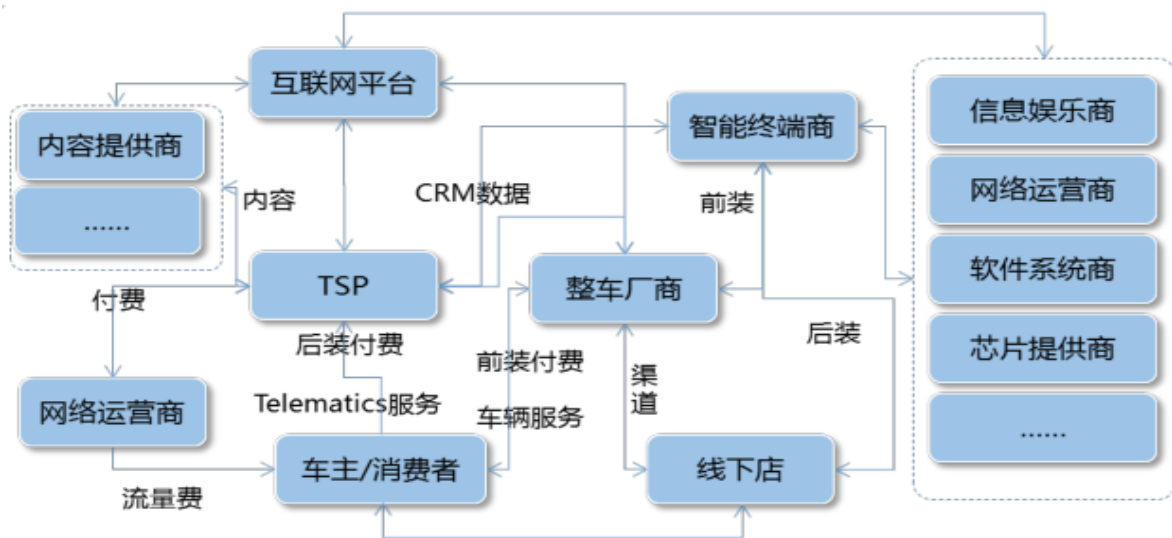 互联网平台
内容提供商
......
内容
CRM数据
智能终端商
前装
信息娱乐商
网络运营商
软件系统商
芯片提供商
......
TSP
整车厂商
付费
后装付费
前装付费
渠道
后装
网络运营商
Telematics服务
车辆服务
车主/消费者
线下店
流量费